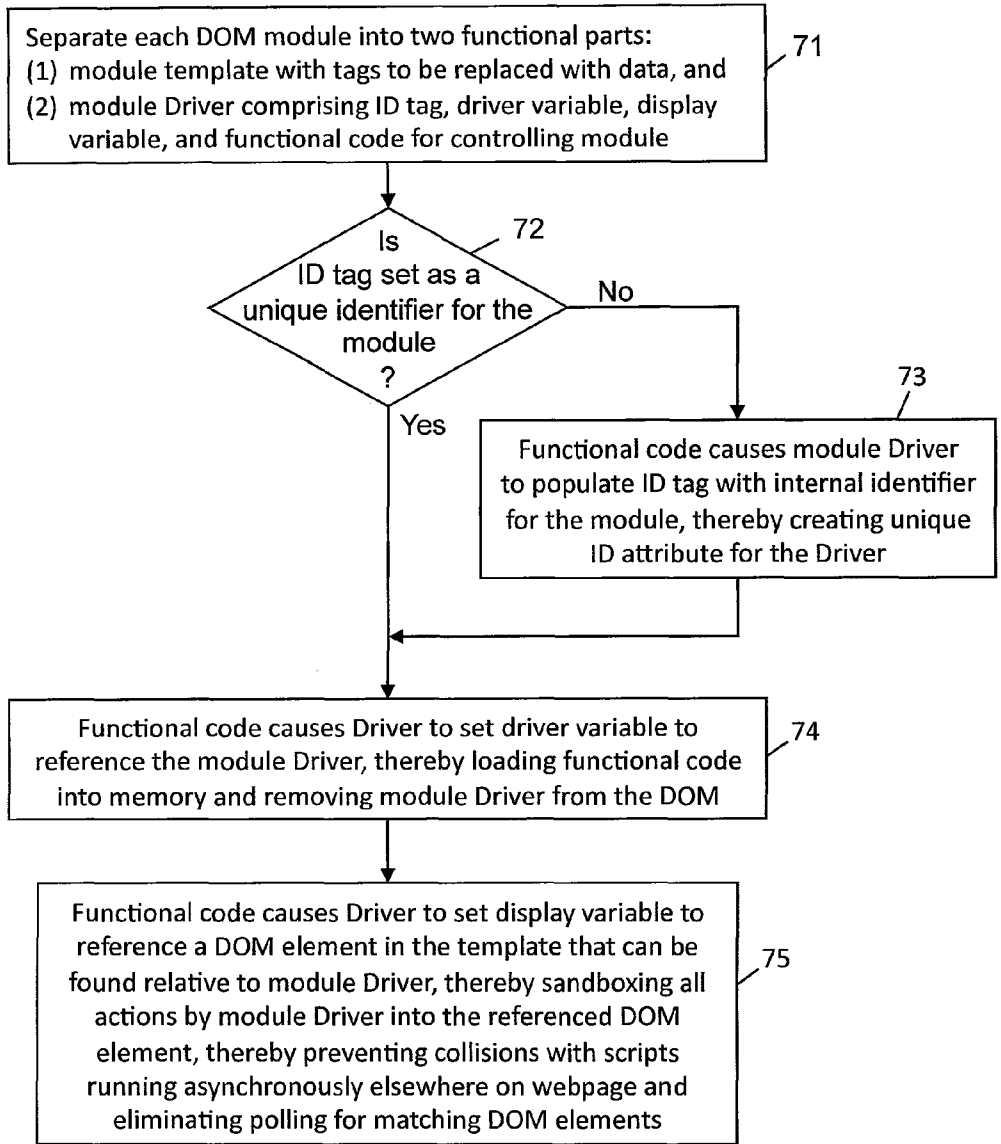 Separate each DOM module into two functional parts:
(1) module template with tags to be replaced with data, and
(2) module Driver comprising ID tag, driver variable, display
variable, and functional code for controlling module
71
Is
ID tag set as a
unique identifier for the
module
?
72
No
Yes
73
Functional code causes module Driver
to populate ID tag with internal identifier
for the module, thereby creating unique
ID attribute for the Driver
Functional code causes Driver to set driver variable to
reference the module Driver, thereby loading functional code
into memory and removing module Driver from the DOM
74
Functional code causes Driver to set display variable to
reference a DOM element in the template that can be
found relative to module Driver, thereby sandboxing all
actions by module Driver into the referenced DOM
element, thereby preventing collisions with scripts
running asynchronously elsewhere on webpage and
eliminating polling for matching DOM elements
75